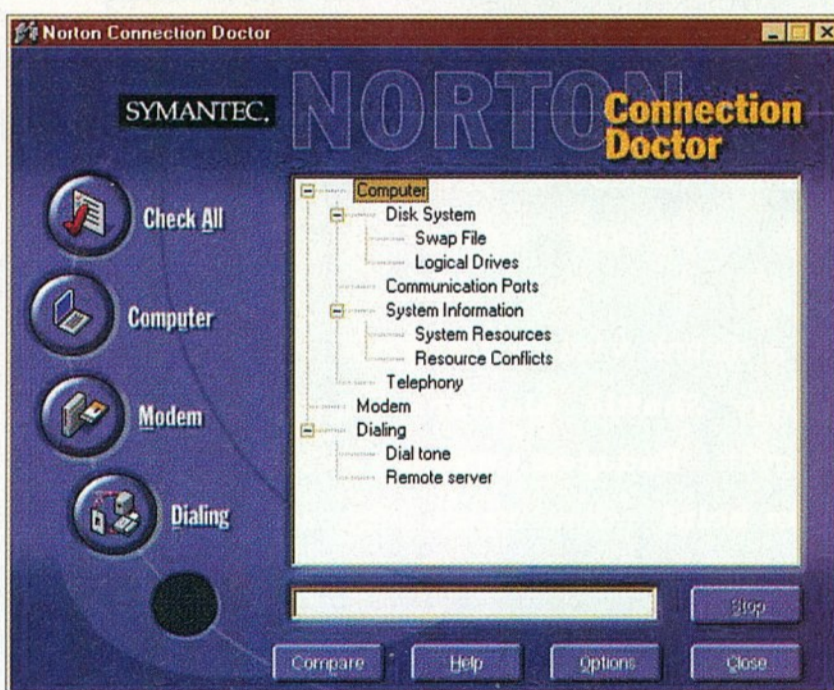 Norton Connection Doctor
SYMANTEC.
NORTON
Connection
Doctor
Check All
Computer
Modem
Dialing
Computer
Disk System
Swap File
Logical Drives
Communication Ports
System Information
System Resources
Resource Conflicts
Telephony
Modem
Dialing
Dial tone
Remote server
Stop
Compare
Help
Options
Close